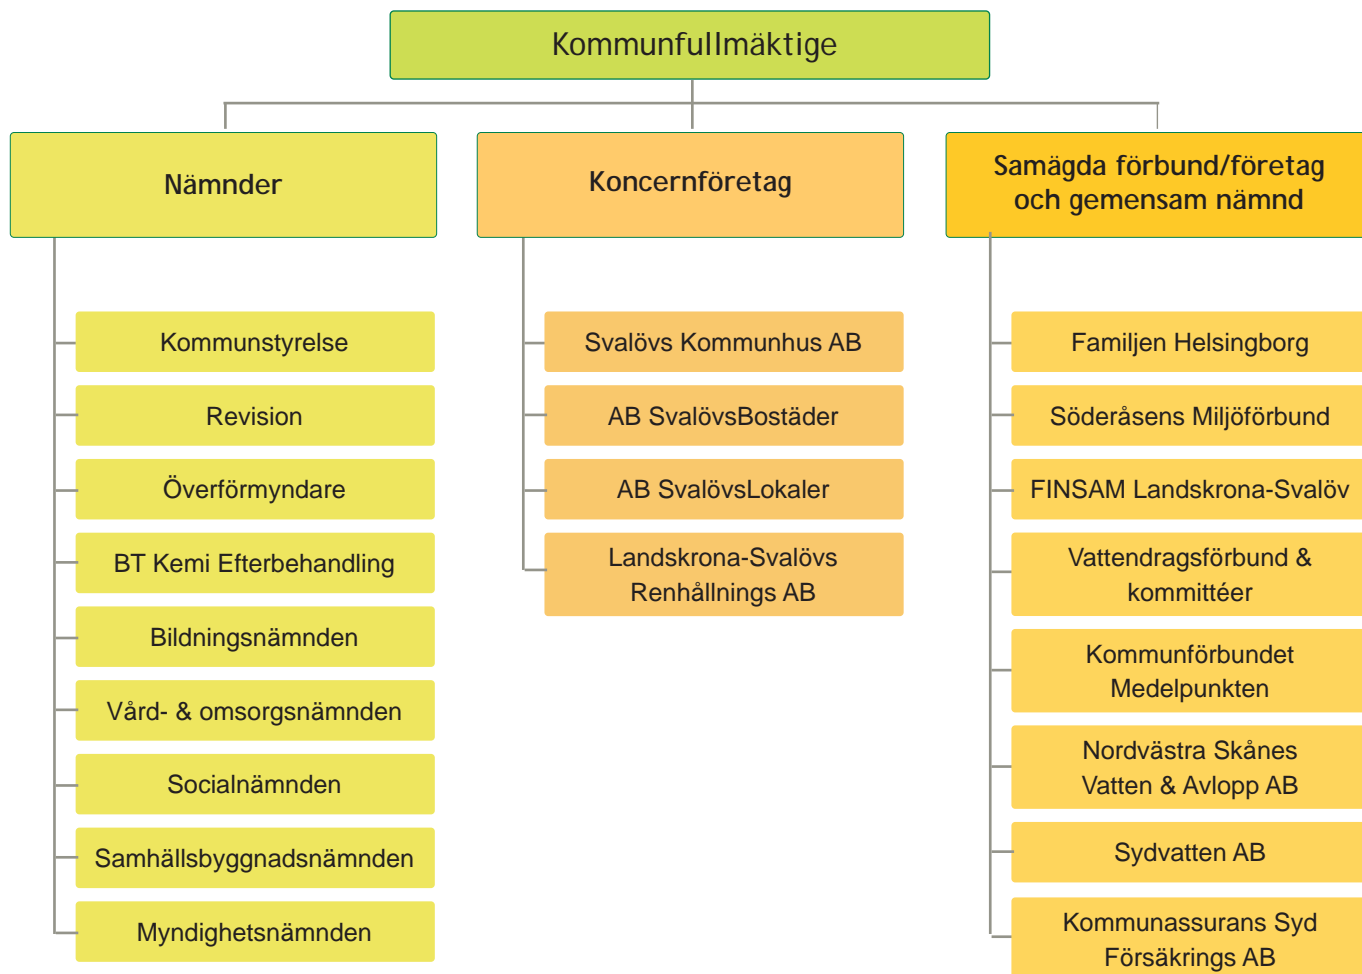 Kommunfullmäktige
Nämnder
Kommunstyrelse
Revision
Överförmyndare
BT Kemi Efterbehandling
Bildningsnämnden
Vård- & omsorgsnämnden
Socialnämnden
Samhällsbyggnadsnämnden
Myndighetsnämnden
Koncernföretag
Svalövs Kommunhus AB
AB SvalövsBostäder
AB SvalövsLokaler
Landskrona-Svalövs
Renhållnings AB
Samägda förbund/företag
och gemensam nämnd
Familjen Helsingborg
Söderåsens Miljöförbund
FINSAM Landskrona-Svalöv
Vattendragsförbund &
kommittéer
Kommunförbundet
Medelpunkten
Nordvästra Skånes
Vatten & Avlopp AB
Sydvatten AB
Kommunassurans Syd
Försäkrings AB